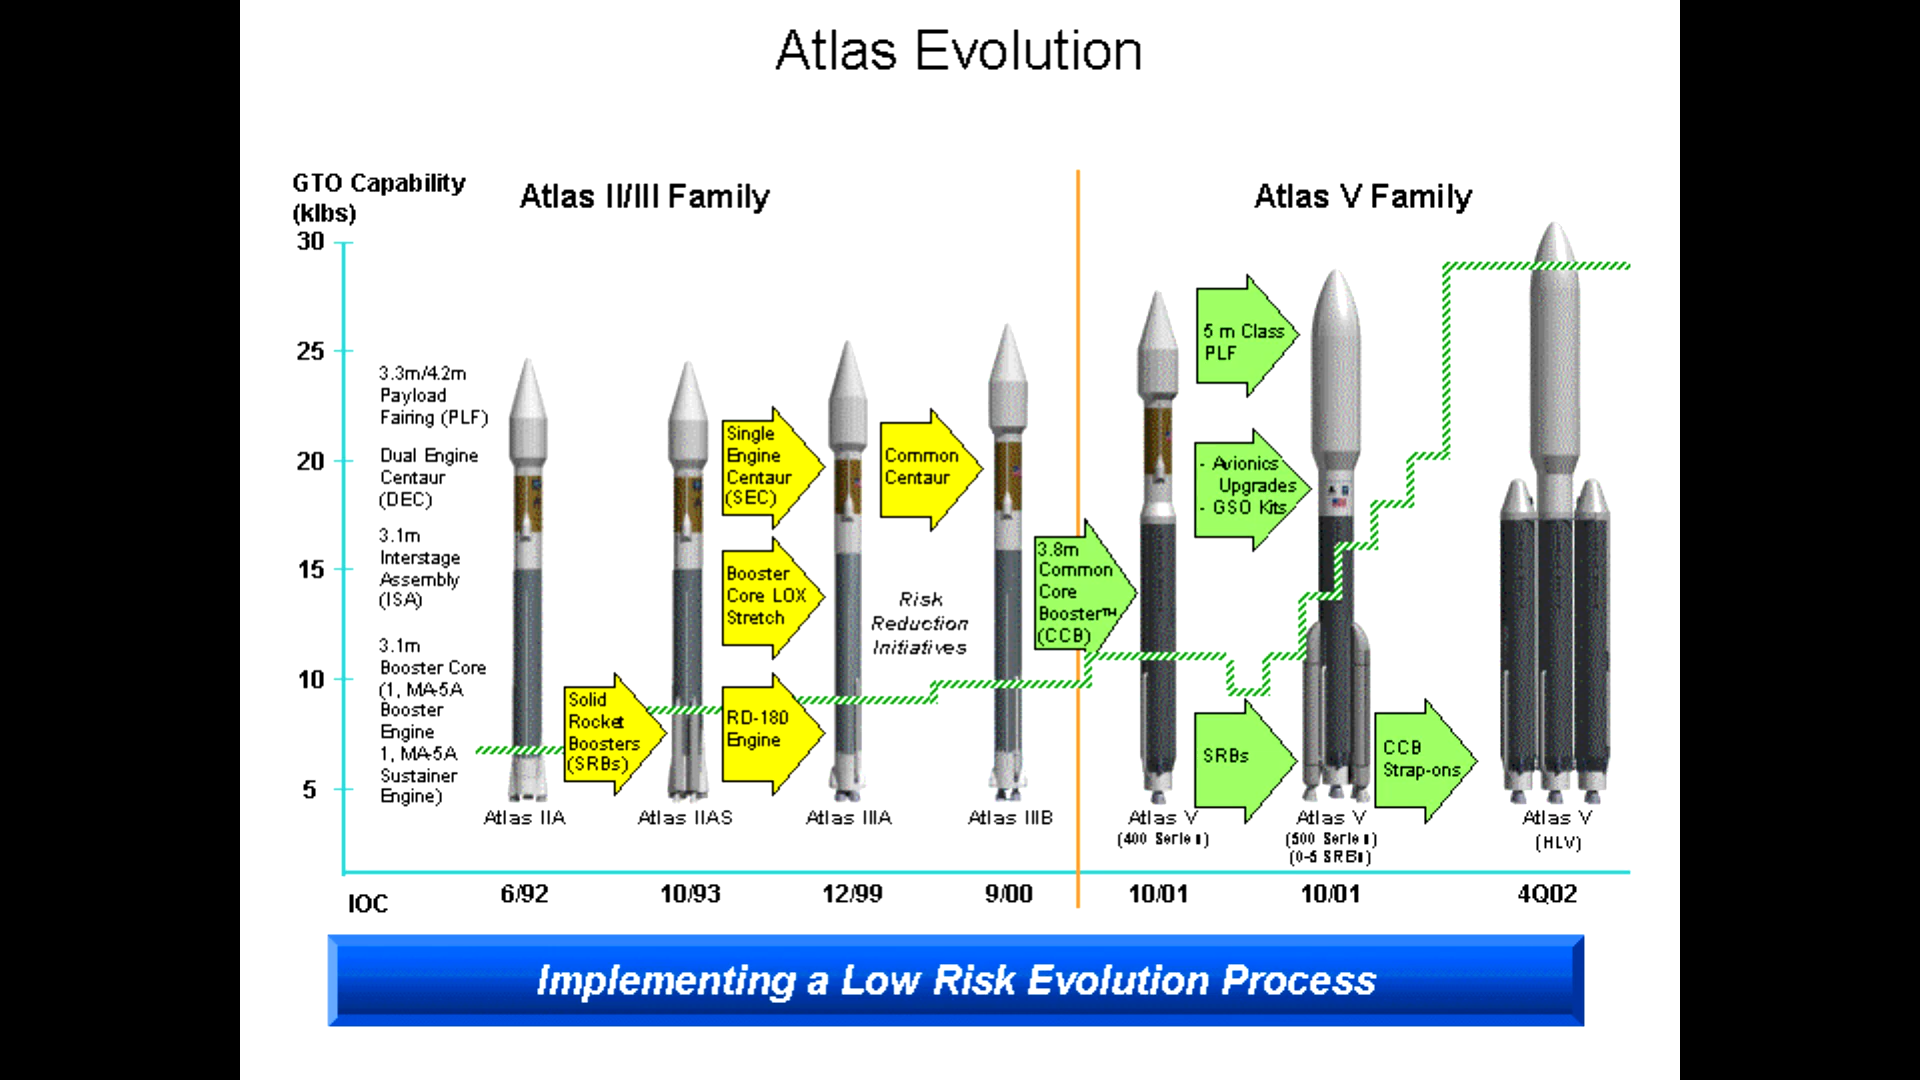 Atlas Evolution
GTO Capability
(klbs)
Atlas II/III Family
Atlas V Family
30
25
20
15
10
5
3.3m/4.2m
Payload
Fairing (PLF)
Dual Engine
Centaur
(DEC)
3.1m
Interstage
Assembly
(ISA)
3.1m
Booster Core
(1, MA-5A
Booster
Engine
1, MA-5A
Sustainer
Engine)
Solid
Rocket
Boosters
(SRBs)
Single
Engine
Centaur
(SEC)
Booster
Core LOX
Stretch
RD-180
Engine
Common
Centaur
Risk
Reduction
Initiatives
3.8m
Common
Core
Booster™
(CCB)
5 m Class
PLF
- Avionics
Upgrades
- GSO Kits
SRBs
CCB
Strap-ons
Atlas IIA
Atlas IIAS
Atlas IIIA
Atlas IIIB
Atlas V
(400 Series)
Atlas V
(500 Series)
(0-5 SRBs)
Atlas V
(HLV)
IOC
6/92
10/93
12/99
9/00
10/01
10/01
4Q02
Implementing a Low Risk Evolution Process